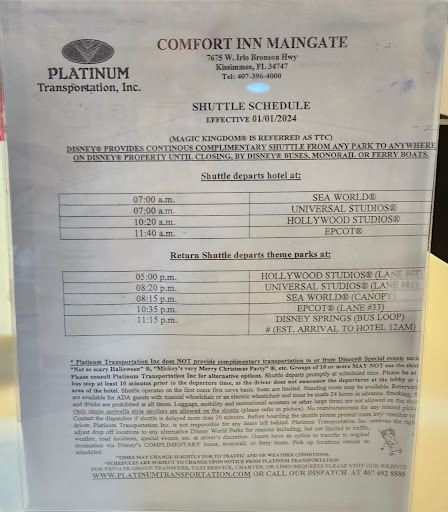 PLATINUM
Transportation, Inc.
COMFORT INN MAINGATE
7675 W. Irlo Bronson Hwy
Kissimmee, FL 34747
Tel: 407-396-4000
SHUTTLE SCHEDULE
EFFECTIVE 01/01/2024
(MAGIC KINGDOM® IS REFERRED AS TTC)
DISNEY® PROVIDES CONTINOUS COMPLIMENTARY SHUTTLE FROM ANY PARK TO ANYWHERE
ON DISNEY® PROPERTY UNTIL CLOSING, BY DISNEY® BUSES, MONORAIL OR FERRY BOATS.
Shuttle departs hotel at:
07:00 a.m. SEA WORLD®
07:00 a.m. UNIVERSAL STUDIOS®
10:20 a.m. HOLLYWOOD STUDIOS®
11:40 a.m. EPCOT®
Return Shuttle departs theme parks at:
05:00 p.m. HOLLYWOOD STUDIOS® (LANE
08:20 p.m. UNIVERSAL STUDIOS® (LANE
08:15 p.m. SEA WORLD® (CANOPY)
10:35 p.m. EPCOT® (LANE #33)
11:15 p.m. DISNEY SPRINGS (BUS LOOP)
# (EST. ARRIVAL TO HOTEL 12AM)
* Platinum Transportation Inc does NOT provide complimentary transportation to or from Disney® Special events such
"Not so scary Halloween" ®, "Mickey's very Merry Christmas Party" ®, etc. Groups of 10 or more MAY NOT use the
Please consult Platinum Transportation Inc for alternative options. Shuttle departs promptly at scheduled time. Please be at
bus stop at least 10 minutes prior to the departure time, as the driver does not announce the departures at the lobby or
area of the hotel. Shuttle operates on the first come first serve basis. Seats are limited. Standing room may be available.
are available for ADA guests with manual wheelchair or an electric wheelchair and must be made 24 hours in advance. Smoking,
and drinks are prohibited at all times. Luggage, mobility and recreational scooters or other large items are not allowed on the
Only single umbrella style strollers are allowed on the shuttle (please refer to picture). No reimbursements for any missed
Contact the dispatcher if shuttle is delayed more than 20 minutes. Before boarding the shuttle please present room key/ voucher to
driver. Platinum Transportation Inc. is not responsible for any items left behind. Platinum Transportation Inc. reserves the right
adjust drop off locations to any alternative Disney World Parks for reasons including, but not limited to traffic,
weather, road incidents, special events, etc. at driver's discretion. Guests have an option to transfer to original
destination via Disney's COMPLIMENTARY buses, monorail, or ferry boats. Pick up locations remain as
scheduled.
*TIMES MAY CHANGE SLIGHTLY DUE TO TRAFFIC AND OR WEATHER CONDITIONS.
*SCHEDULES ARE SUBJECT TO CHANGE UPON NOTICE FROM PLATINUM TRANSPORTATION.
FOR PRIVATE GROUP TRANSFERS, TAXI SERVICE, CHARTER, OR LIMO REQUESTS PLEASE VISIT OUR WEBSITE
WWW.PLATINUMTRANSPORTATION.COM OR CALL OUR DISPATCH AT 407 492 8888